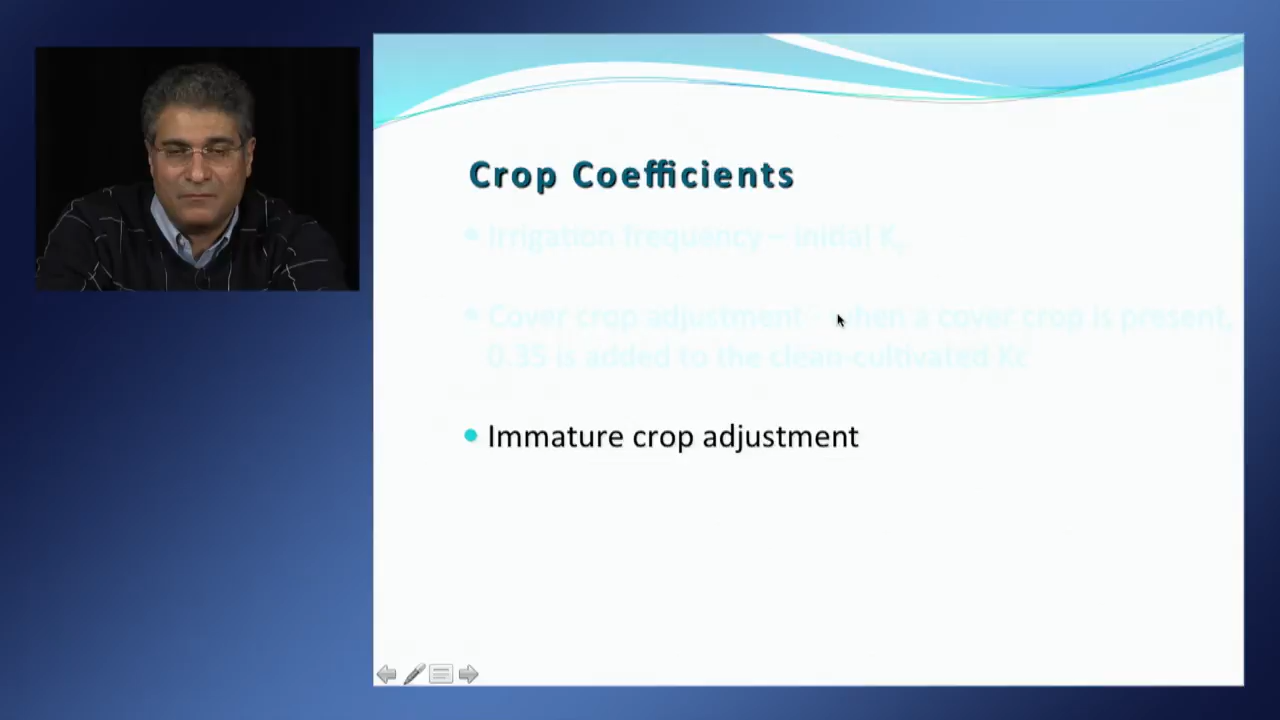 Crop Coefficients
• Irrigation frequency – initial Kc
• Cover crop adjustment - when a cover crop is present,
0.35 is added to the clean-cultivated Kc
• Immature crop adjustment